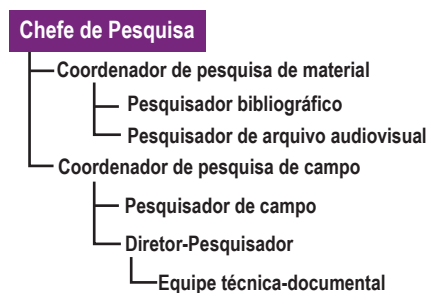 Chefe de Pesquisa
Coordenador de pesquisa de material
Pesquisador bibliográfico
Pesquisador de arquivo audiovisual
Coordenador de pesquisa de campo
Pesquisador de campo
Diretor-Pesquisador
Equipe técnica-documental